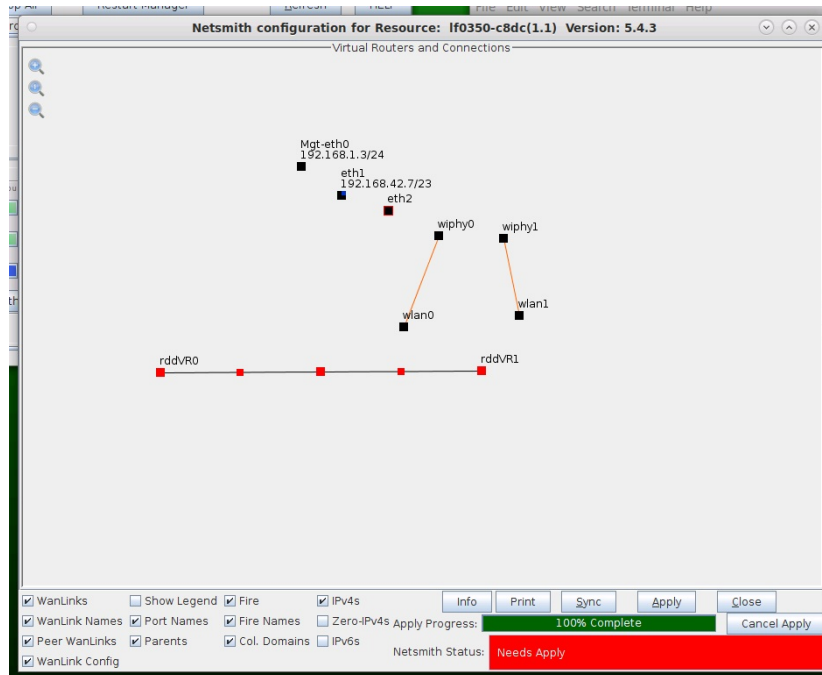 Restart Manager
Refresh
HELP
File Edit View Search Terminal Help
Netsmith configuration for Resource: lf0350-c8dc(1.1) Version: 5.4.3
Virtual Routers and Connections
Mgt-eth0
192.168.1.3/24
eth1
192.168.42.7/23
eth2
wiphy0
wiphy1
wlan0
wlan1
rddVR0
rddVR1
WanLinks
Show Legend
Fire
IPv4s
Info
Print
Sync
Apply
Close
WanLink Names
Port Names
Fire Names
Zero-IPv4s
Apply Progress:
100% Complete
Cancel Apply
Peer WanLinks
Parents
Col. Domains
IPv6s
Netsmith Status:
Needs Apply
WanLink Config